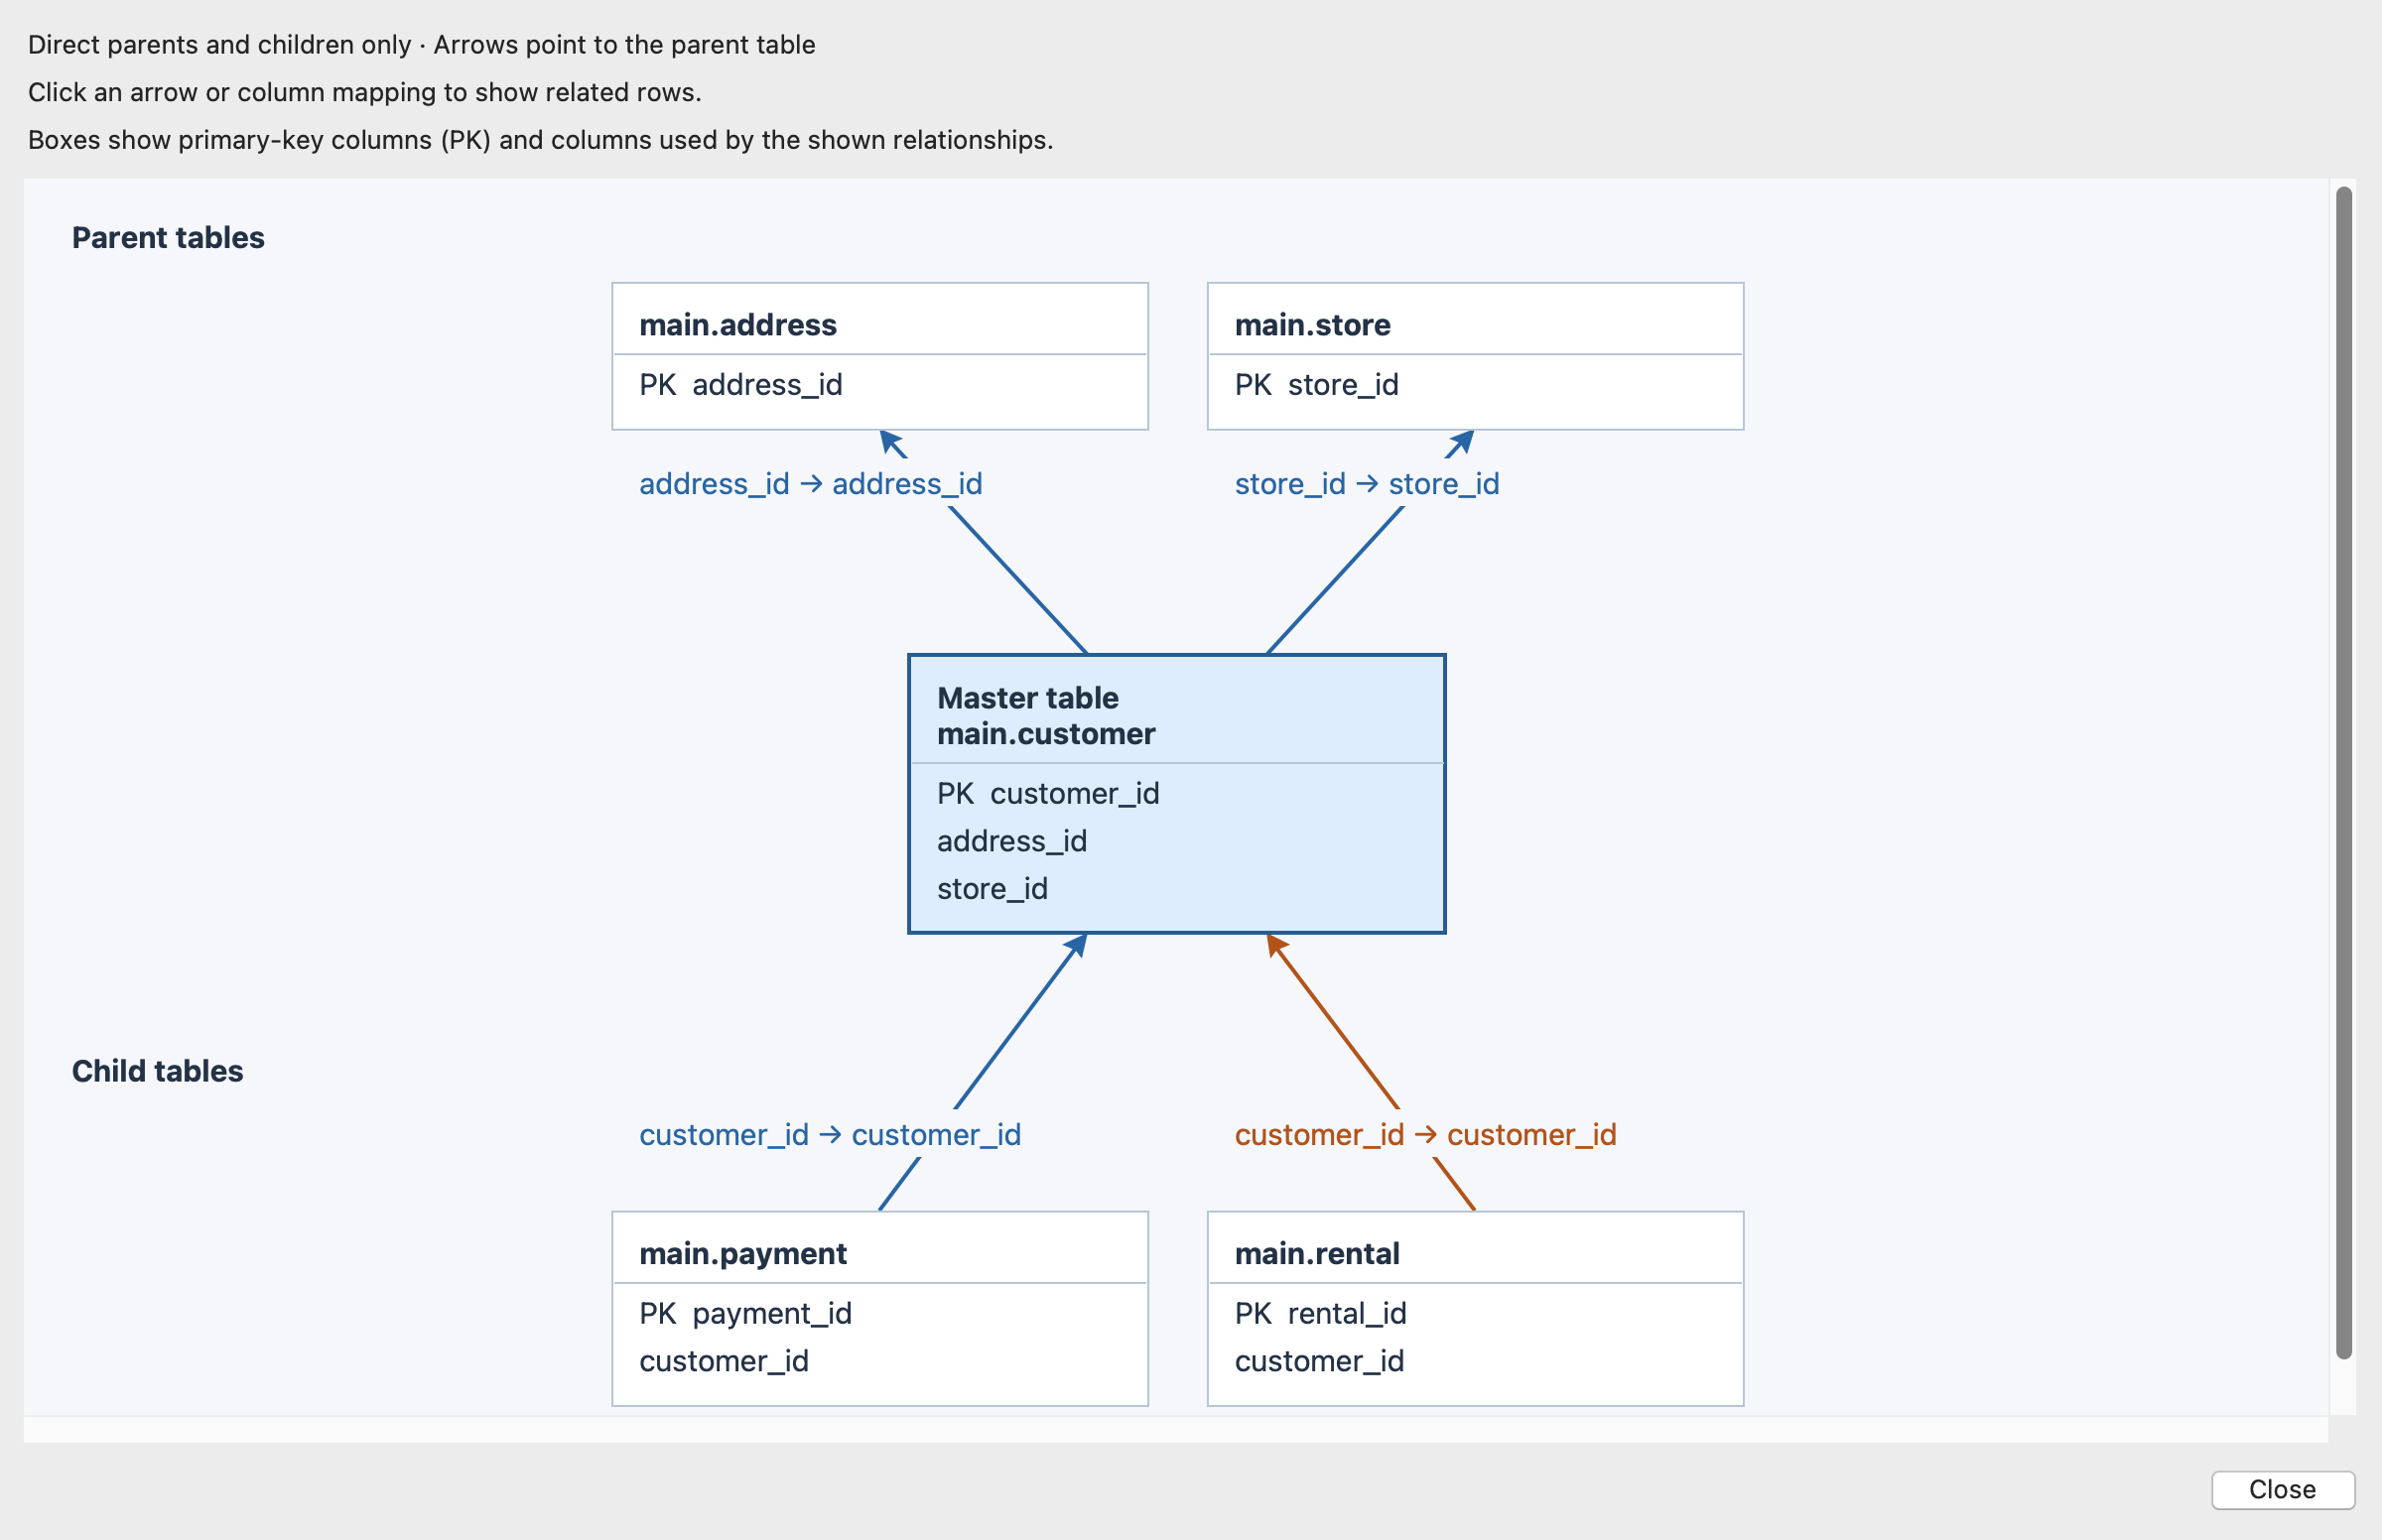 Direct parents and children only · Arrows point to the parent table
Click an arrow or column mapping to show related rows.
Boxes show primary-key columns (PK) and columns used by the shown relationships.
Parent tables
main.address
PK address_id
main.store
PK store_id
address_id → address_id
store_id → store_id
Master table
main.customer
PK customer_id
address_id
store_id
Child tables
customer_id → customer_id
customer_id → customer_id
main.payment
PK payment_id
customer_id
main.rental
PK rental_id
customer_id
Close